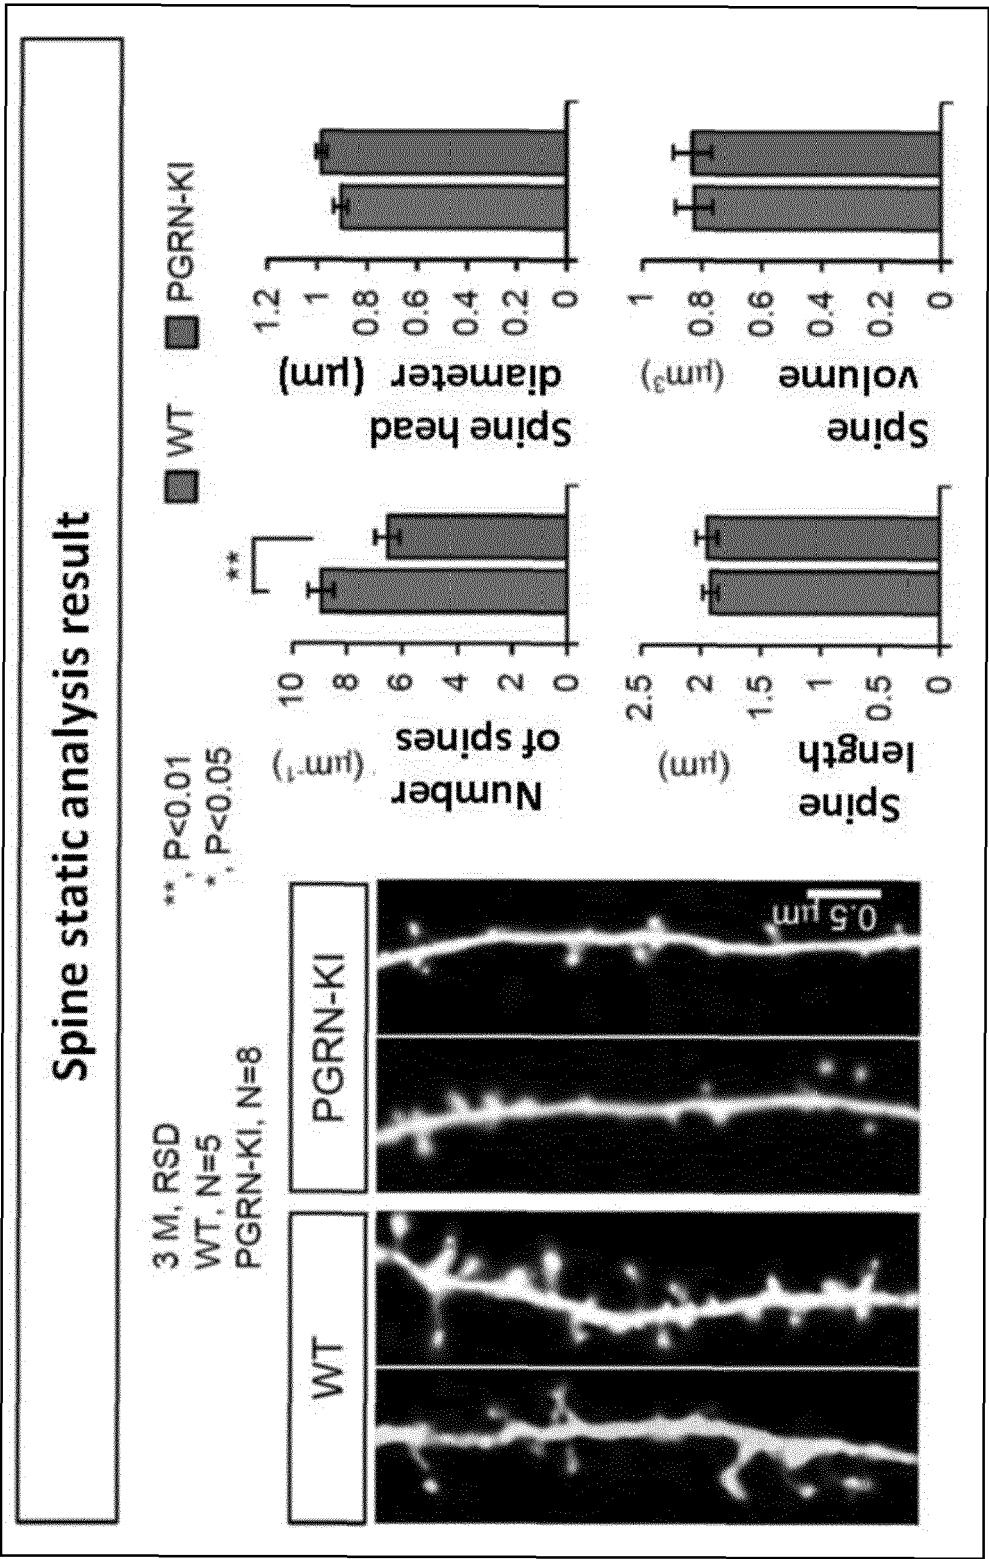 Spine static analysis result
3 M, RSD
WT, N=5
PGRN-KI, N=8
**, P<0.01
*, P<0.05
WT
PGRN-KI
WT
PGRN-KI
0.5 μm
Number
of spines
(μm⁻¹)
10
8
6
4
2
0
**
Spine head
diameter (μm)
1.2
1
0.8
0.6
0.4
0.2
0
Spine
length
(μm)
2.5
2
1.5
1
0.5
0
Spine
volume
(μm³)
1
0.8
0.6
0.4
0.2
0